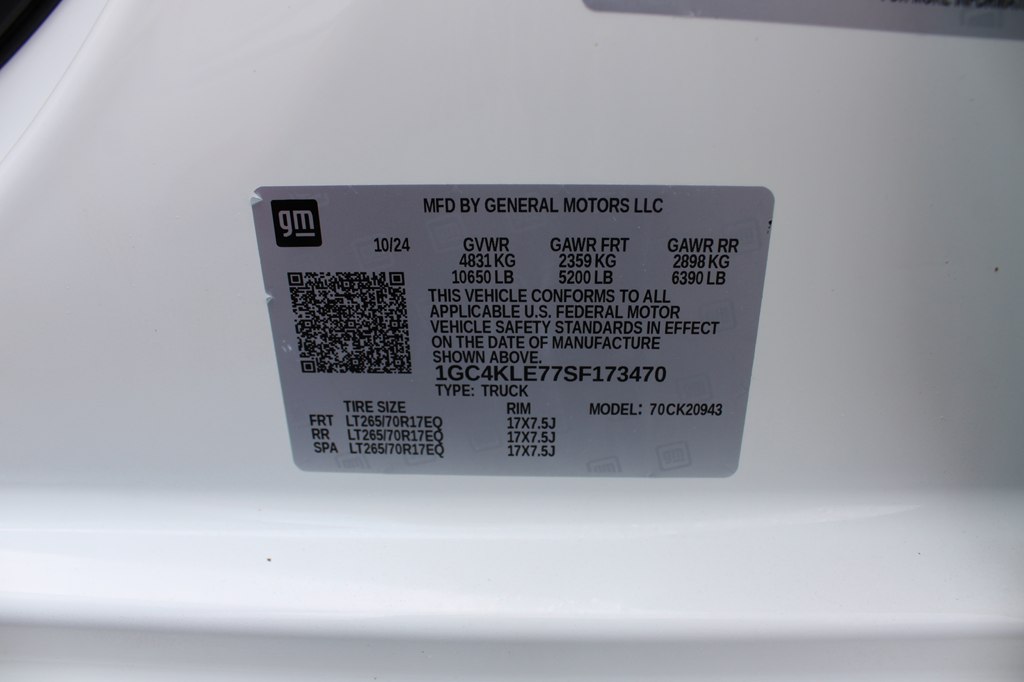 gm
MFD BY GENERAL MOTORS LLC
10/24 GVWR GAWR FRT GAWR RR
4831 KG 2359 KG 2898 KG
10650 LB 5200 LB 6390 LB
THIS VEHICLE CONFORMS TO ALL
APPLICABLE U.S. FEDERAL MOTOR
VEHICLE SAFETY STANDARDS IN EFFECT
ON THE DATE OF MANUFACTURE
SHOWN ABOVE.
1GC4KLE77SF173470
TYPE: TRUCK
TIRE SIZE RIM MODEL: 70CK20943
FRT LT265/70R17EQ 17X7.5J
RR LT265/70R17EQ 17X7.5J
SPA LT265/70R17EQ 17X7.5J